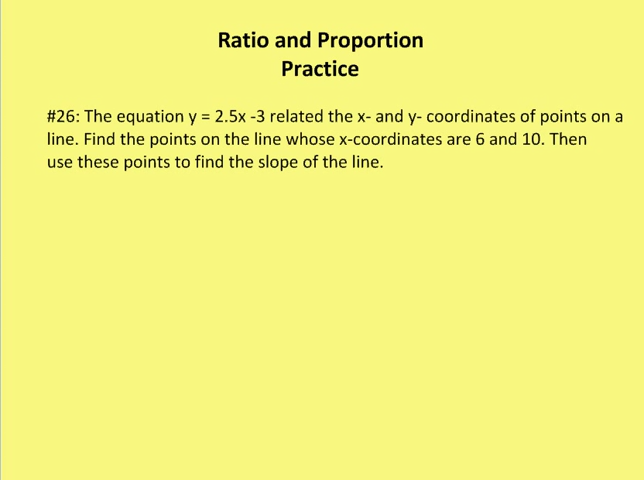 Ratio and Proportion
Practice
#26: The equation y = 2.5x -3 related the x- and y- coordinates of points on a
line. Find the points on the line whose x-coordinates are 6 and 10. Then
use these points to find the slope of the line.